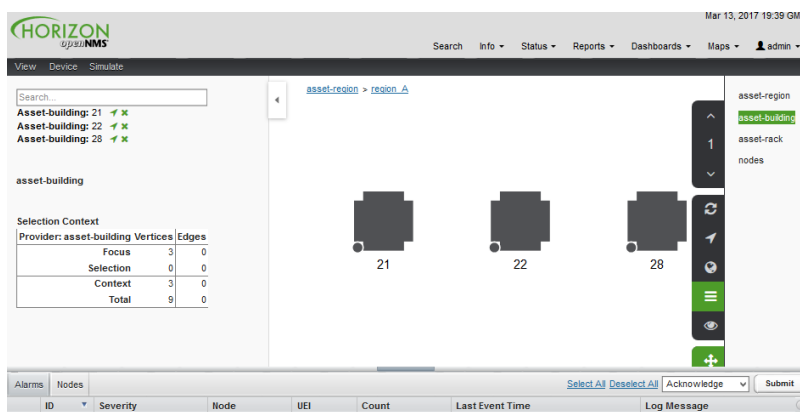 Mar 13, 2017 19:39 GM
HORIZON
openNMS
Search Info Status Reports Dashboards Maps admin
View Device Simulate
Search...
Asset-building: 21
Asset-building: 22
Asset-building: 28
asset-building
Selection Context
Provider: asset-building Vertices Edges
Focus 3 0
Selection 0 0
Context 3 0
Total 9 0
asset-region > region_A
21 22 28
1
asset-region
asset-building
asset-rack
nodes
Alarms Nodes
Select All Deselect All Acknowledge Submit
ID Severity Node UEI Count Last Event Time Log Message